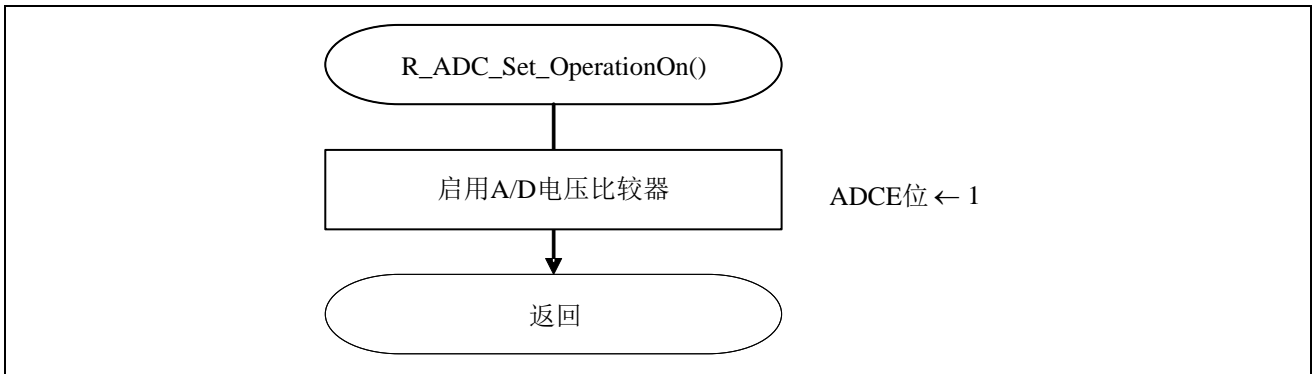 R_ADC_Set_OperationOn()
启用A/D电压比较器
ADCE位 ← 1
返回